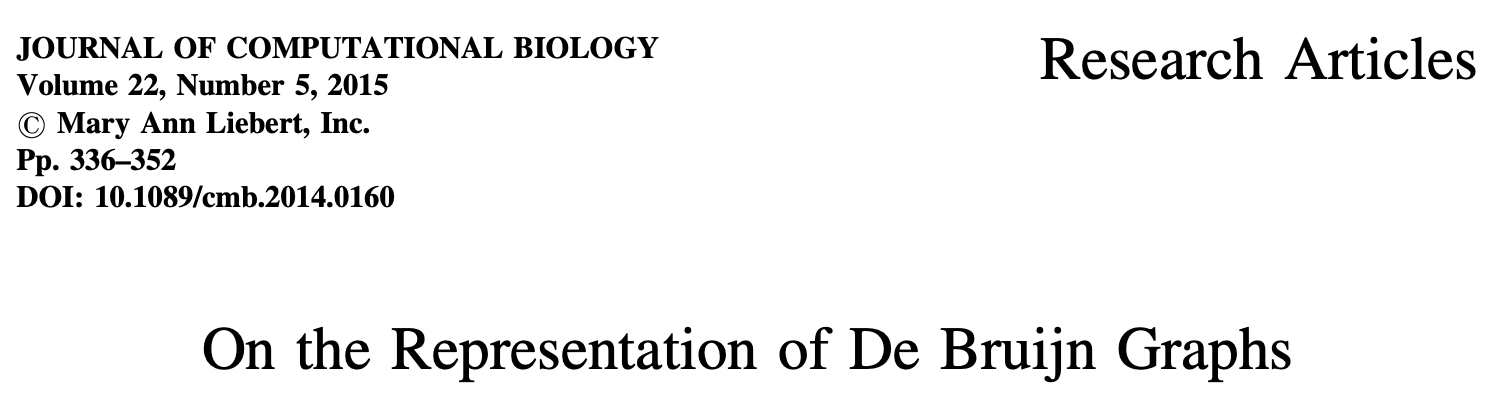 JOURNAL OF COMPUTATIONAL BIOLOGY
Volume 22, Number 5, 2015
© Mary Ann Liebert, Inc.
Pp. 336–352
DOI: 10.1089/cmb.2014.0160
Research Articles
On the Representation of De Bruijn Graphs